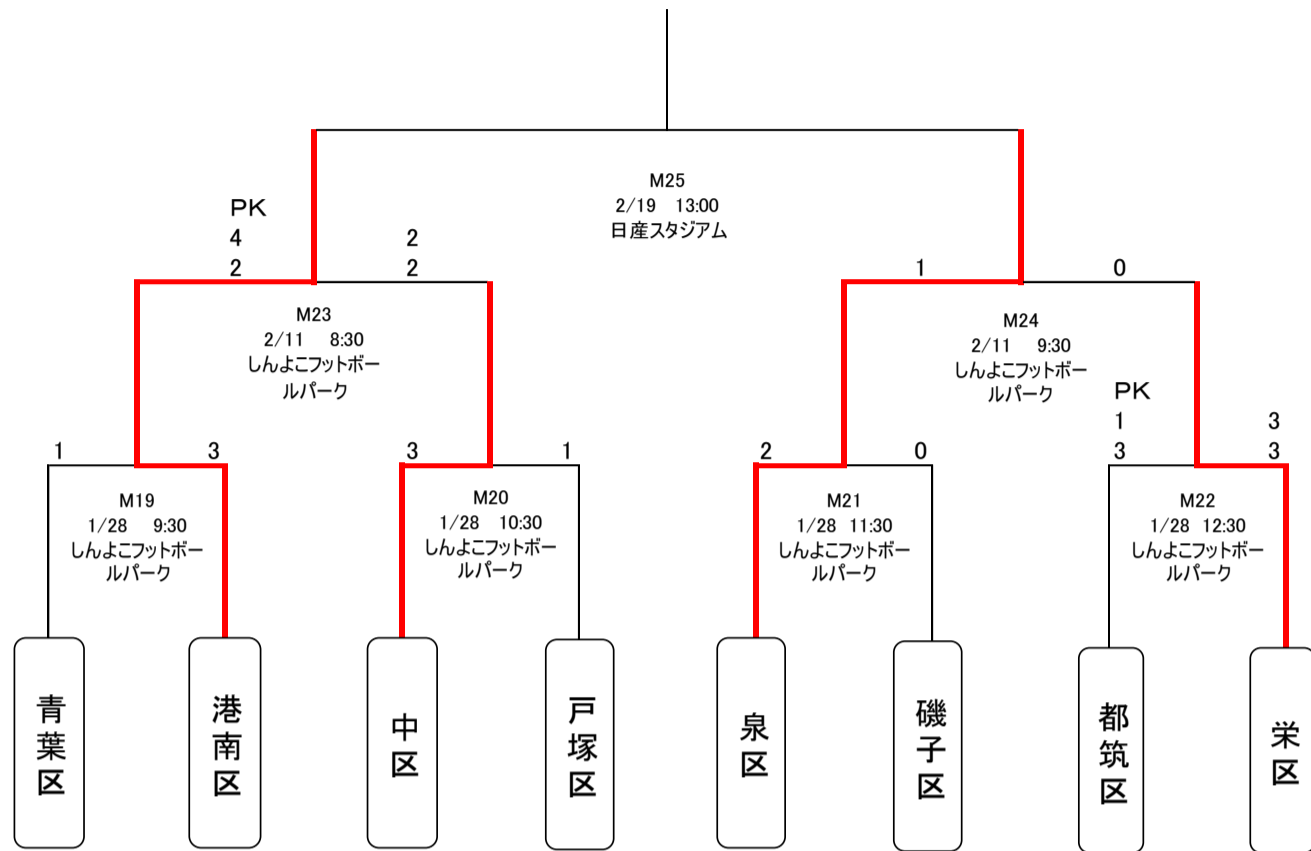 M25
2/19 13:00
日産スタジアム
PK
4 2
2 2
1 0
M23
2/11 8:30
しんよこフットボー
ルパーク
M24
2/11 9:30
しんよこフットボー
ルパーク
PK
1 3
1 3 3 1 2 0 3 3
M19
1/28 9:30
しんよこフットボー
ルパーク
M20
1/28 10:30
しんよこフットボー
ルパーク
M21
1/28 11:30
しんよこフットボー
ルパーク
M22
1/28 12:30
しんよこフットボー
ルパーク
青葉区
港南区
中区
戸塚区
泉区
磯子区
都筑区
栄区